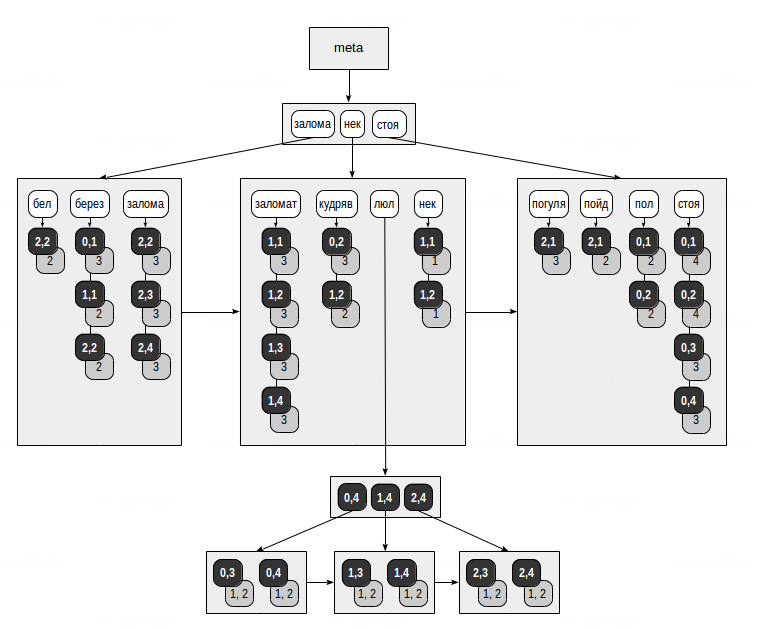 meta
залома нек стоя
бел берез залома заломат кудряв люл нек погуля пойд пол стоя
2,2 0,1 2,2 1,1 0,2 1,1 2,1 2,1 0,1 0,1
2 3 3 3 3 1 3 2 2 4
1,1 2,3 1,2 1,2 1,2 0,2 0,2
2 3 3 2 1 2 4
2,2 2,4 1,3 0,3
2 3 3 3
1,4 0,4
3 3
0,4 1,4 2,4
0,3 0,4 1,3 1,4 2,3 2,4
1, 2 1, 2 1, 2 1, 2 1, 2 1, 2